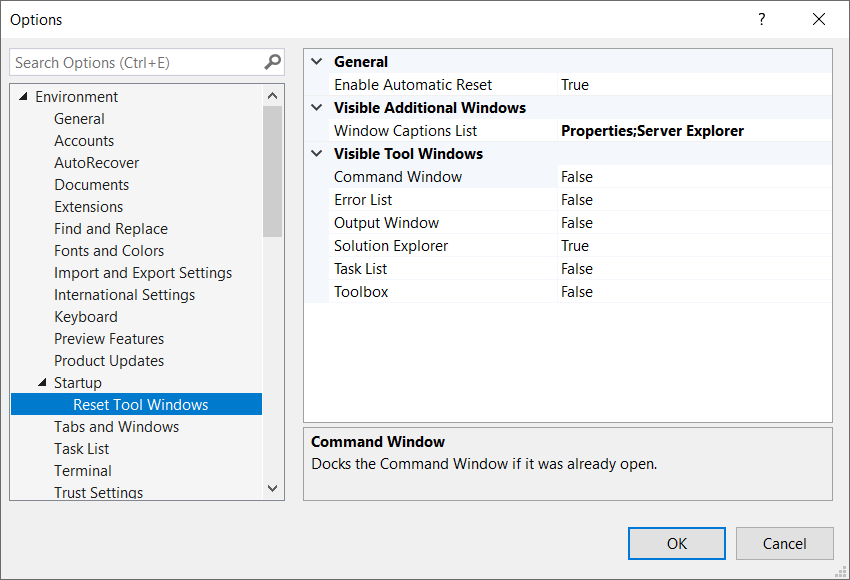 Options
?
Search Options (Ctrl+E)
Environment
General
Accounts
AutoRecover
Documents
Extensions
Find and Replace
Fonts and Colors
Import and Export Settings
International Settings
Keyboard
Preview Features
Product Updates
Startup
Reset Tool Windows
Tabs and Windows
Task List
Terminal
Trust Settings
General
Enable Automatic Reset True
Visible Additional Windows
Window Captions List Properties;Server Explorer
Visible Tool Windows
Command Window False
Error List False
Output Window False
Solution Explorer True
Task List False
Toolbox False
Command Window
Docks the Command Window if it was already open.
OK Cancel